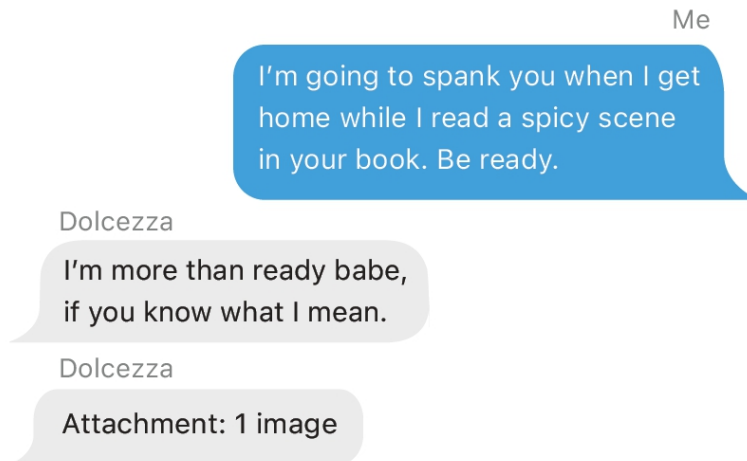 Me
I’m going to spank you when I get
home while I read a spicy scene
in your book. Be ready.
Dolcezza
I’m more than ready babe,
if you know what I mean.
Dolcezza
Attachment: 1 image